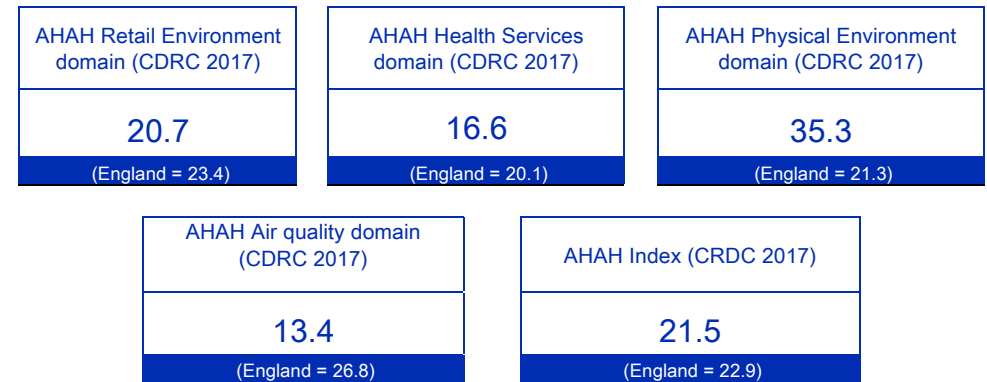 AHAH Retail Environment
domain (CDRC 2017)
20.7
(England = 23.4)
AHAH Health Services
domain (CDRC 2017)
16.6
(England = 20.1)
AHAH Physical Environment
domain (CDRC 2017)
35.3
(England = 21.3)
AHAH Air quality domain
(CDRC 2017)
13.4
(England = 26.8)
AHAH Index (CRDC 2017)
21.5
(England = 22.9)